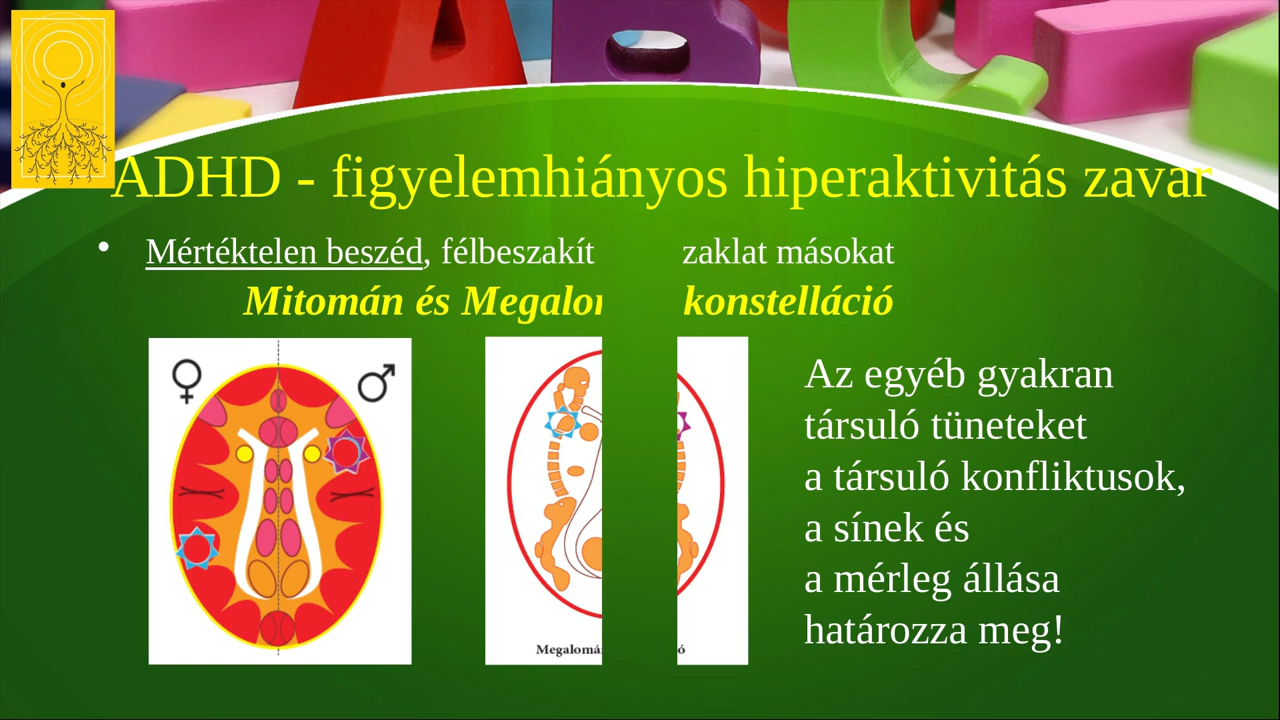 ADHD - figyelemhiányos hiperaktivitás zavar
• Mértéktelen beszéd, félbeszakít zaklat másokat
Mitomán és konstelláció
Az egyéb gyakran
társuló tüneteket
a társuló konfliktusok,
a sínek és
a mérleg állása
határozza meg!